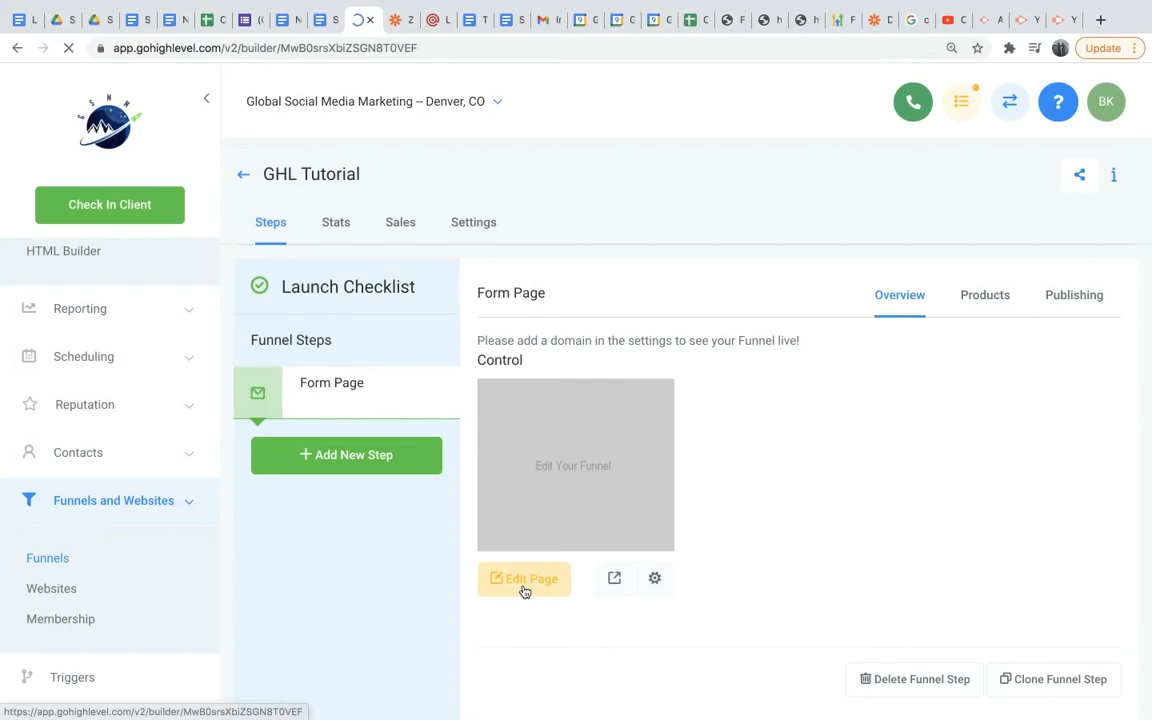 L
S
S
S
N
C
(
N
S
Z
L
T
S
Ir
G
G
G
C
F
h
h
F
D
c
C
A
Y
Y
app.gohighlevel.com/v2/builder/MwB0srsXbiZSGN8T0VEF
Update
G S M M
Global Social Media Marketing -- Denver, CO
?
BK
Check In Client
GHL Tutorial
i
Steps
Stats
Sales
Settings
HTML Builder
Reporting
Scheduling
Reputation
Contacts
Funnels and Websites
Funnels
Websites
Membership
Triggers
Launch Checklist
Funnel Steps
Form Page
+ Add New Step
Form Page
Overview
Products
Publishing
Please add a domain in the settings to see your Funnel live!
Control
Edit Your Funnel
Edit Page
Delete Funnel Step
Clone Funnel Step
https://app.gohighlevel.com/v2/builder/MwB0srsXbiZSGN8T0VEF